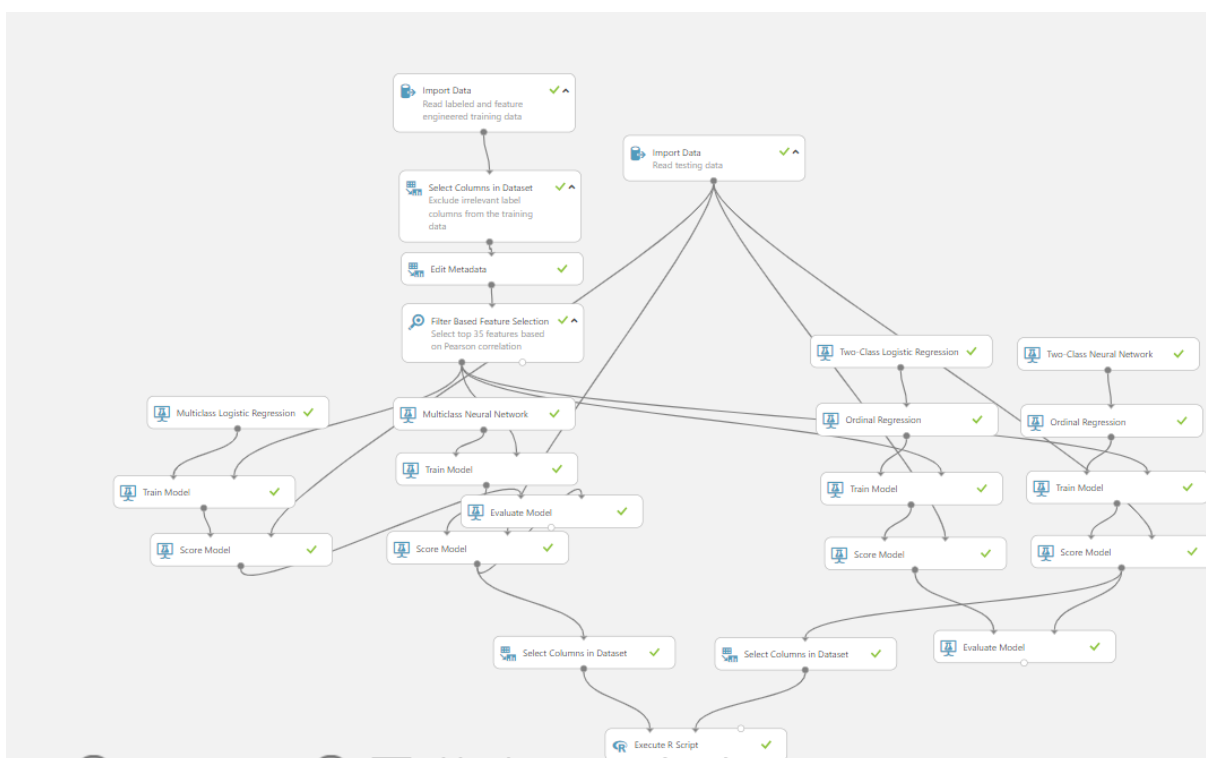 Import Data
Read labeled and feature
engineered training data
Import Data
Read testing data
Select Columns in Dataset
Exclude irrelevant label
columns from the training
data
Edit Metadata
Filter Based Feature Selection
Select top 35 features based
on Pearson correlation
Two-Class Logistic Regression
Two-Class Neural Network
Multiclass Logistic Regression
Multiclass Neural Network
Ordinal Regression
Ordinal Regression
Train Model
Train Model
Train Model
Train Model
Evaluate Model
Score Model
Score Model
Score Model
Score Model
Select Columns in Dataset
Select Columns in Dataset
Evaluate Model
Execute R Script